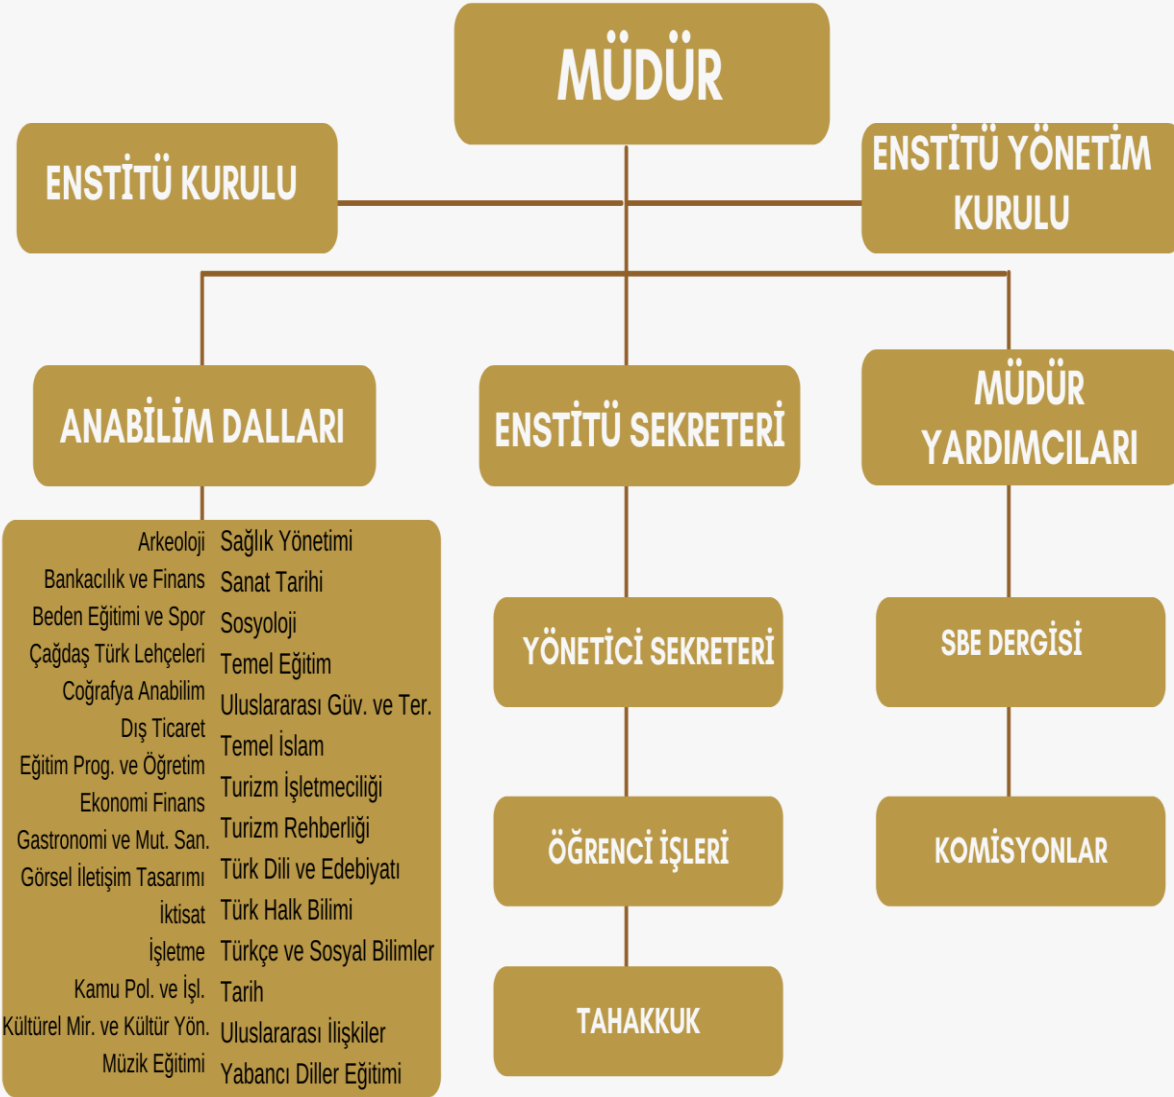 MÜDÜR
ENSTİTÜ KURULU
ENSTİTÜ YÖNETİM
KURULU
ANABİLİM DALLARI
ENSTİTÜ SEKRETERİ
MÜDÜR
YARDIMCILARI
Arkeoloji
Bankacılık ve Finans
Beden Eğitimi ve Spor
Çağdaş Türk Lehçeleri
Coğrafya Anabilim
Dış Ticaret
Eğitim Prog. ve Öğretim
Ekonomi Finans
Gastronomi ve Mut. San.
Görsel İletişim Tasarımı
İktisat
İşletme
Kamu Pol. ve İşl.
Kültürel Mir. ve Kültür Yön.
Müzik Eğitimi
Sağlık Yönetimi
Sanat Tarihi
Sosyoloji
Temel Eğitim
Uluslararası Güv. ve Ter.
Temel İslam
Turizm İşletmeciliği
Turizm Rehberliği
Türk Dili ve Edebiyatı
Türk Halk Bilimi
Türkçe ve Sosyal Bilimler
Tarih
Uluslararası İlişkiler
Yabancı Diller Eğitimi
YÖNETİCİ SEKRETERİ
ÖĞRENCİ İŞLERİ
TAHAKKUK
SBE DERGİSİ
KOMİSYONLAR